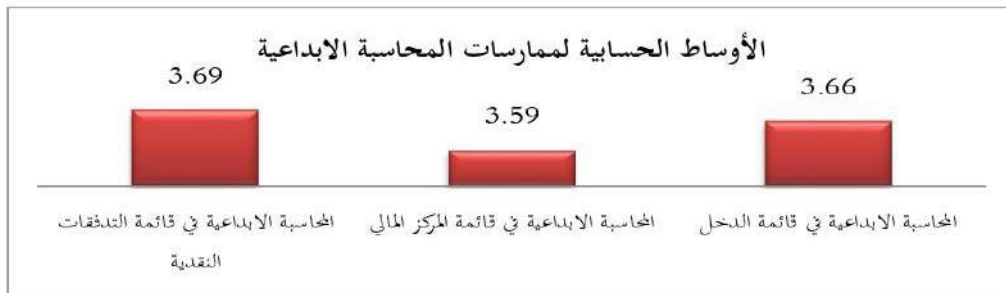 الأوساط الحسابية لممارسات المحاسبة الابداعية
3.66
3.59
3.69
المحاسبة الابداعية في قائمة الدخل
المحاسبة الابداعية في قائمة المركز المالي
المحاسبة الابداعية في قائمة التدفقات
النقدية